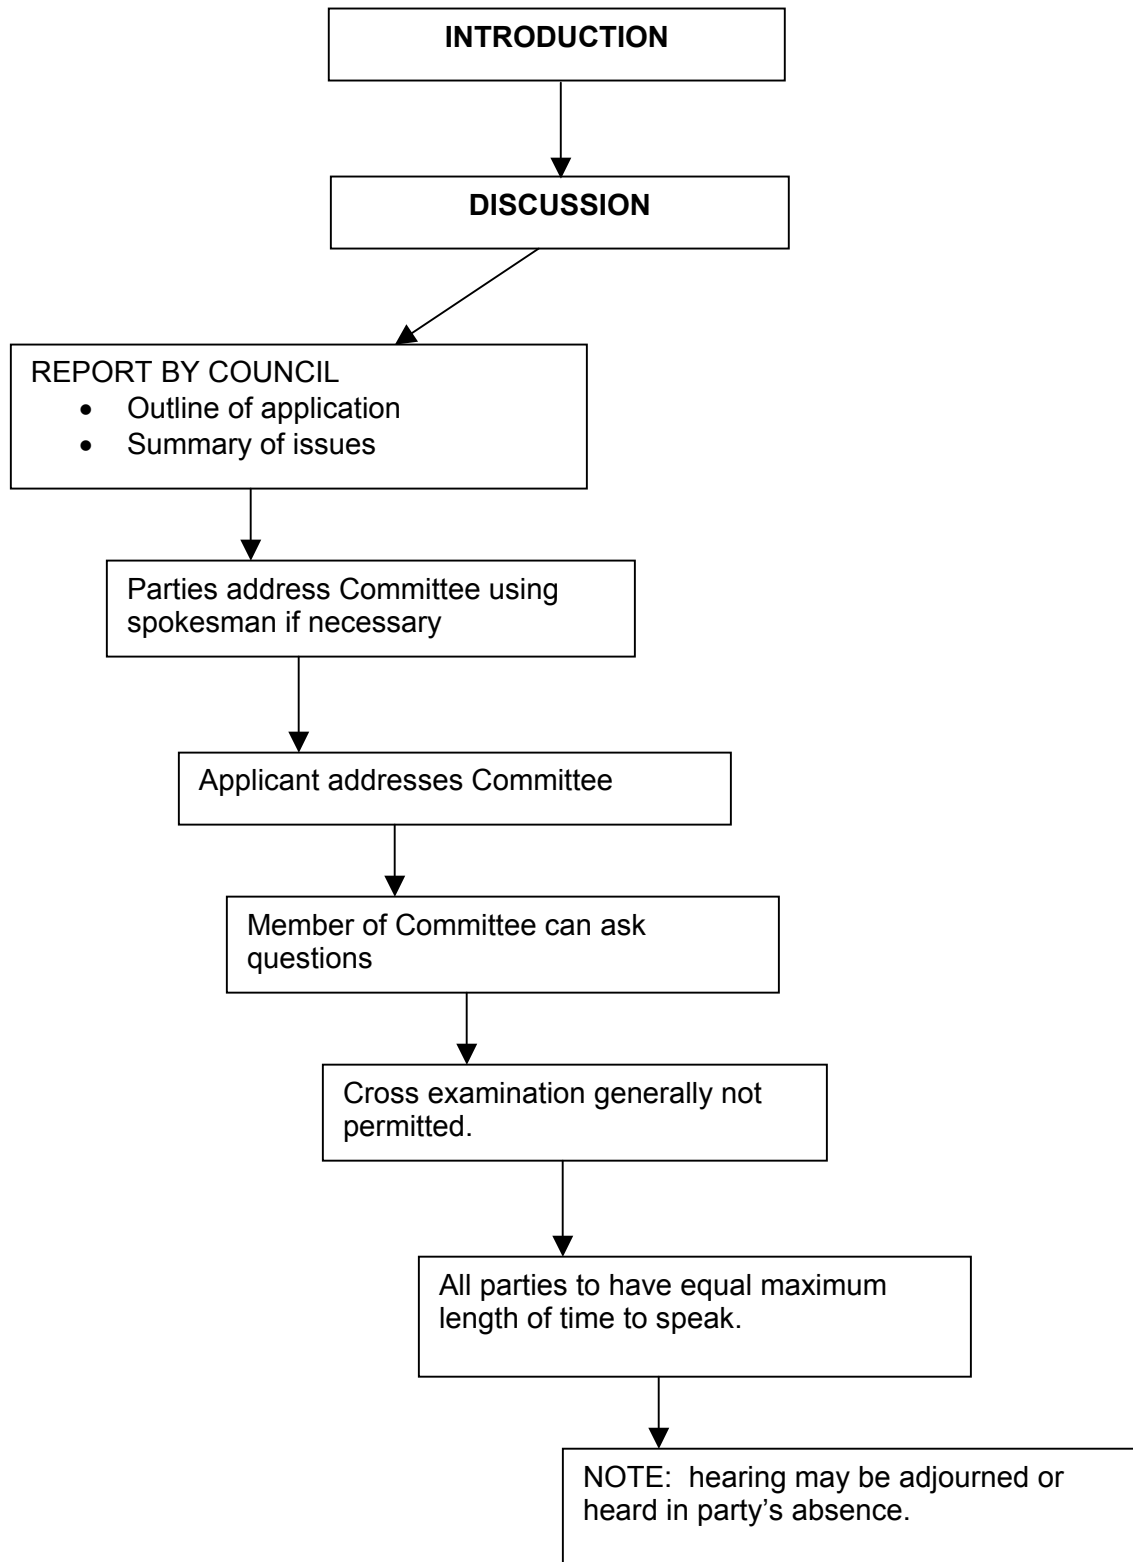 INTRODUCTION
DISCUSSION
REPORT BY COUNCIL
• Outline of application
• Summary of issues
Parties address Committee using
spokesman if necessary
Applicant addresses Committee
Member of Committee can ask
questions
Cross examination generally not
permitted.
All parties to have equal maximum
length of time to speak.
NOTE:  hearing may be adjourned or
heard in party’s absence.